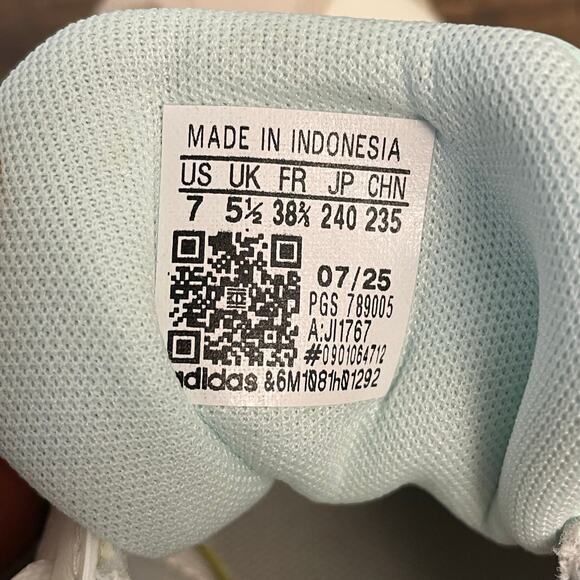 MADE IN INDONESIA
US UK FR JP CHN
7 5½ 38⅔ 240 235
07/25
PGS 789005
A:JI1767
#0901064712
adidas &6M1081h01292